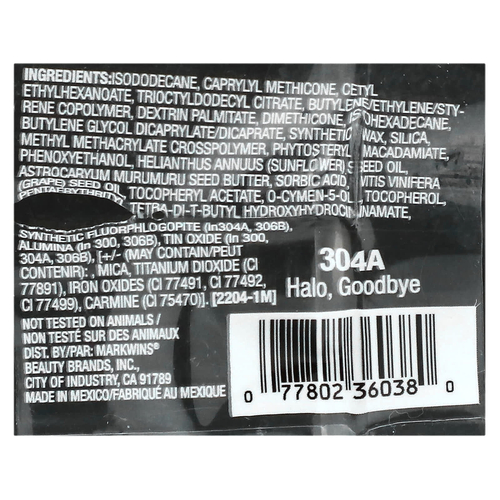 INGREDIENTS:ISODODECANE, CAPRYLYL METHICONE, CETYL
ETHYLHEXANOATE, TRIOCTYLDODECYL CITRATE, BUTYLENE/ETHYLENE/STY-
RENE COPOLYMER, DEXTRIN PALMITATE, DIMETHICONE, ISOHEXADECANE,
BUTYLENE GLYCOL DICAPRYLATE/DICAPRATE, SYNTHETIC WAX, SILICA,
METHYL METHACRYLATE CROSSPOLYMER, PHYTOSTERYL MACADAMIATE,
PHENOXYETHANOL, HELIANTHUS ANNUUS (SUNFLOWER) SEED OIL,
ASTROCARYUM MURUMURU SEED BUTTER, SORBIC ACID, VITIS VINIFERA
(GRAPE) SEED OIL, TOCOPHERYL ACETATE, O-CYMEN-5-OL, TOCOPHEROL,
PENTAERYTHRITYL TETRA-DI-T-BUTYL HYDROXYHYDROCINNAMATE,
SYNTHETIC FLUORPHLOGOPITE (in304A, 306B),
ALUMINA (in 300, 306B), TIN OXIDE (in 300,
304A, 306B), [+/- (MAY CONTAIN/PEUT
CONTENIR): , MICA, TITANIUM DIOXIDE (CI
77891), IRON OXIDES (CI 77491, CI 77492,
CI 77499), CARMINE (CI 75470)]. [2204-1M]
NOT TESTED ON ANIMALS /
NON TESTÉ SUR DES ANIMAUX
DIST. BY/PAR: MARKWINS®
BEAUTY BRANDS, INC.,
CITY OF INDUSTRY, CA 91789
MADE IN MEXICO/FABRIQUÉ AU MEXIQUE
304A
Halo, Goodbye
0 77802 36038 0